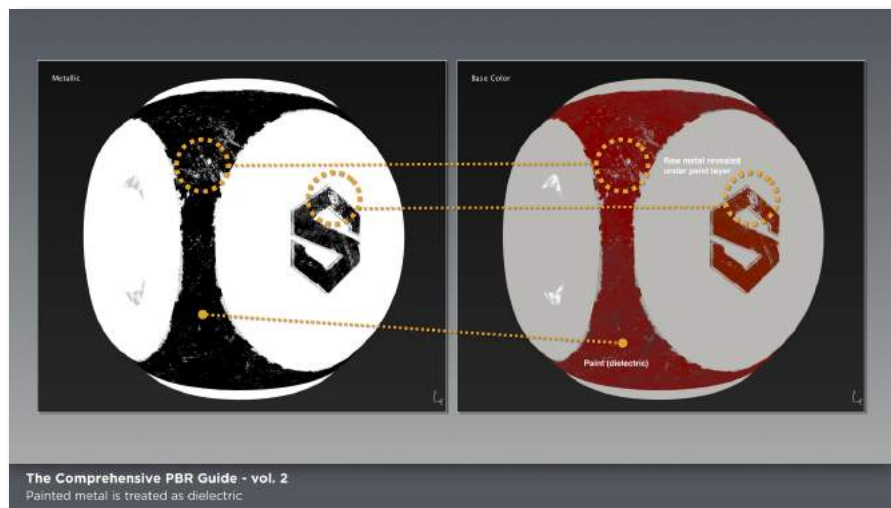 Metallic
Base Color
Raw metal revealed
under paint layer
S
S
Paint (dielectric)
The Comprehensive PBR Guide - vol. 2
Painted metal is treated as dielectric